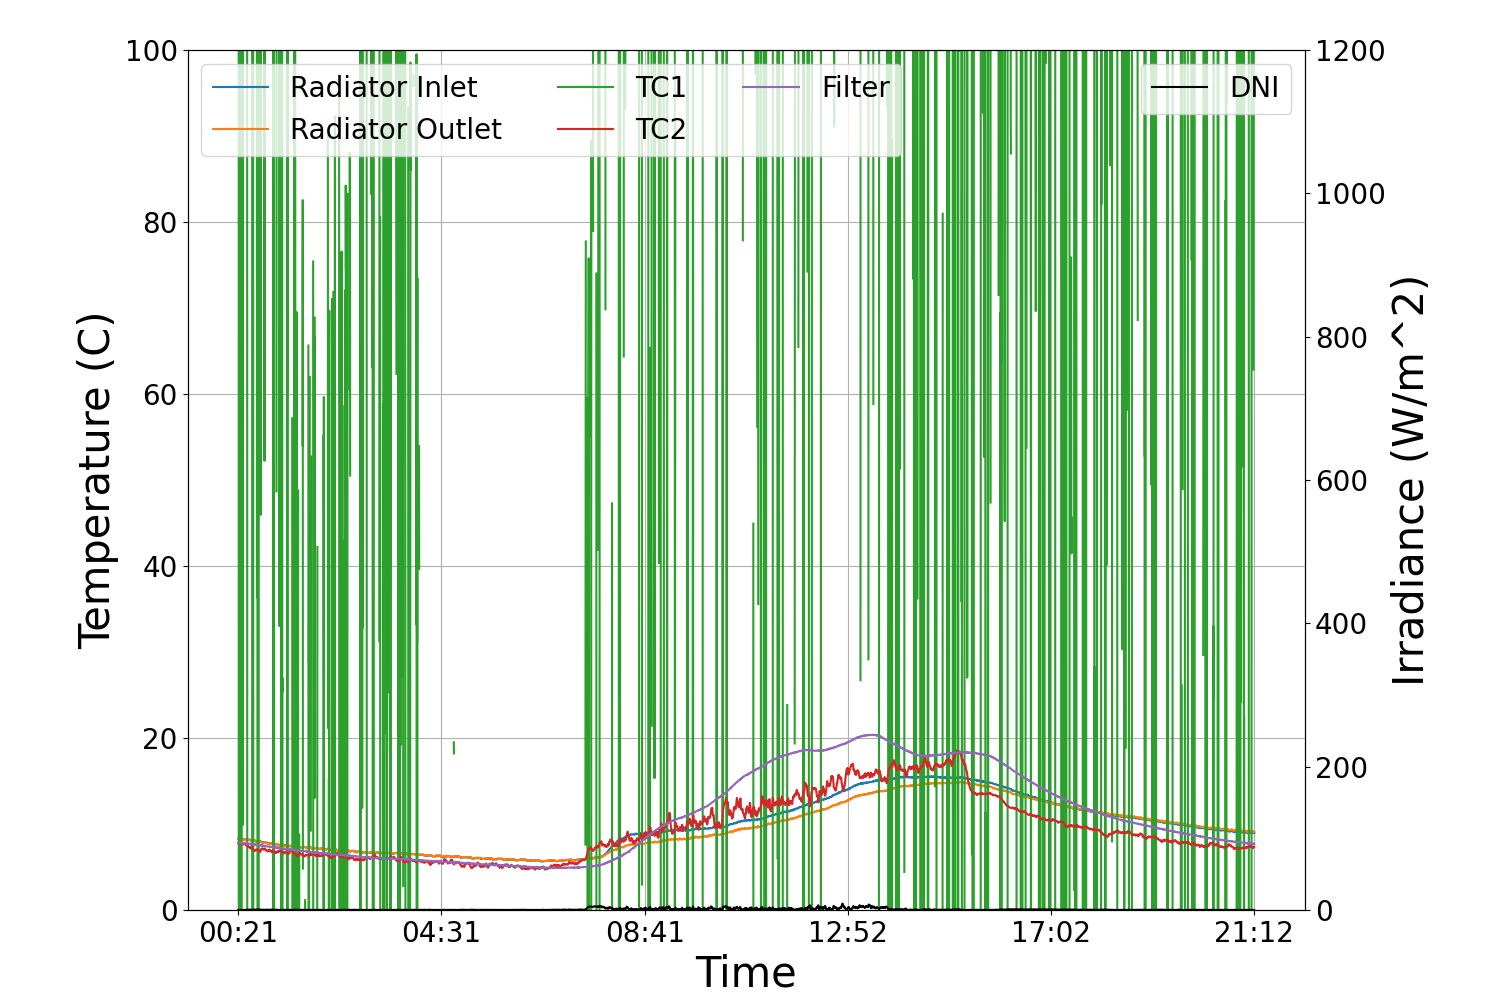 100
80
60
40
20
0
Temperature (C)
Radiator Inlet
Radiator Outlet
TC1
TC2
Filter
DNI
1200
1000
800
600
400
200
0
Irradiance (W/m^2)
00:21 04:31 08:41 12:52 17:02 21:12
Time